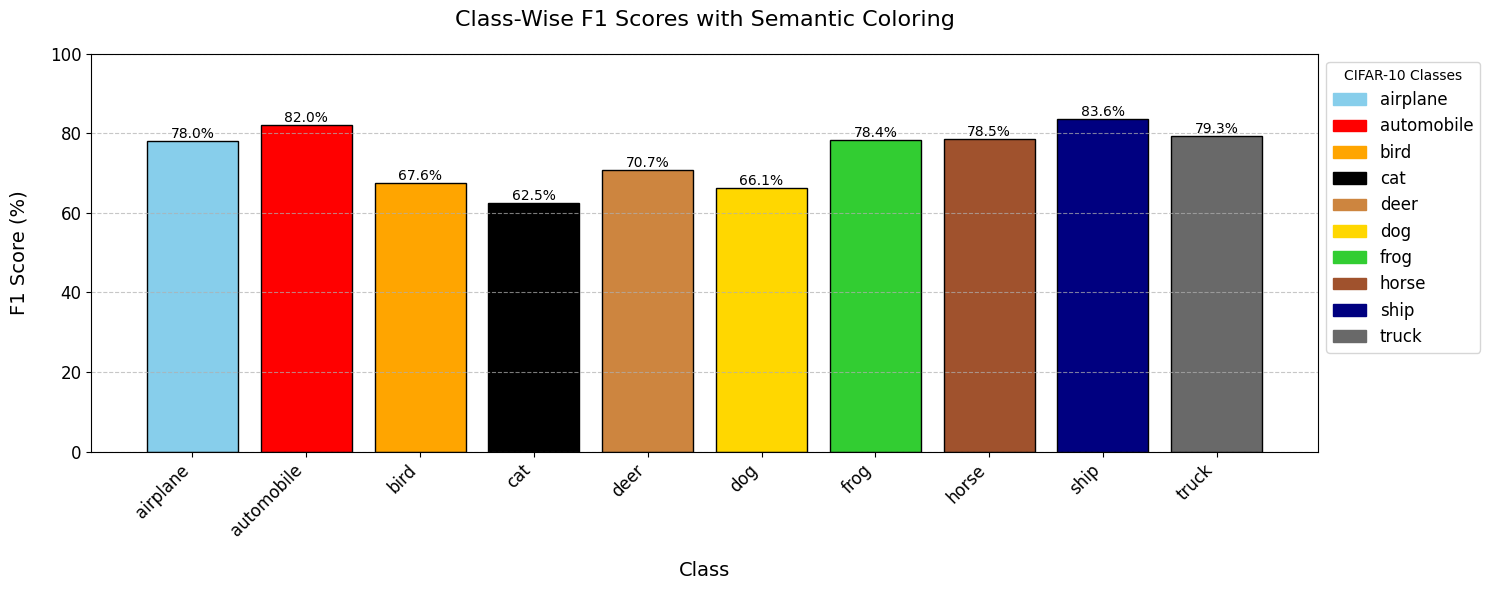 Class-Wise F1 Scores with Semantic Coloring
F1 Score (%)
100
80
60
40
20
0
78.0%
82.0%
67.6%
62.5%
70.7%
66.1%
78.4%
78.5%
83.6%
79.3%
airplane
automobile
bird
cat
deer
dog
frog
horse
ship
truck
Class
CIFAR-10 Classes
airplane
automobile
bird
cat
deer
dog
frog
horse
ship
truck